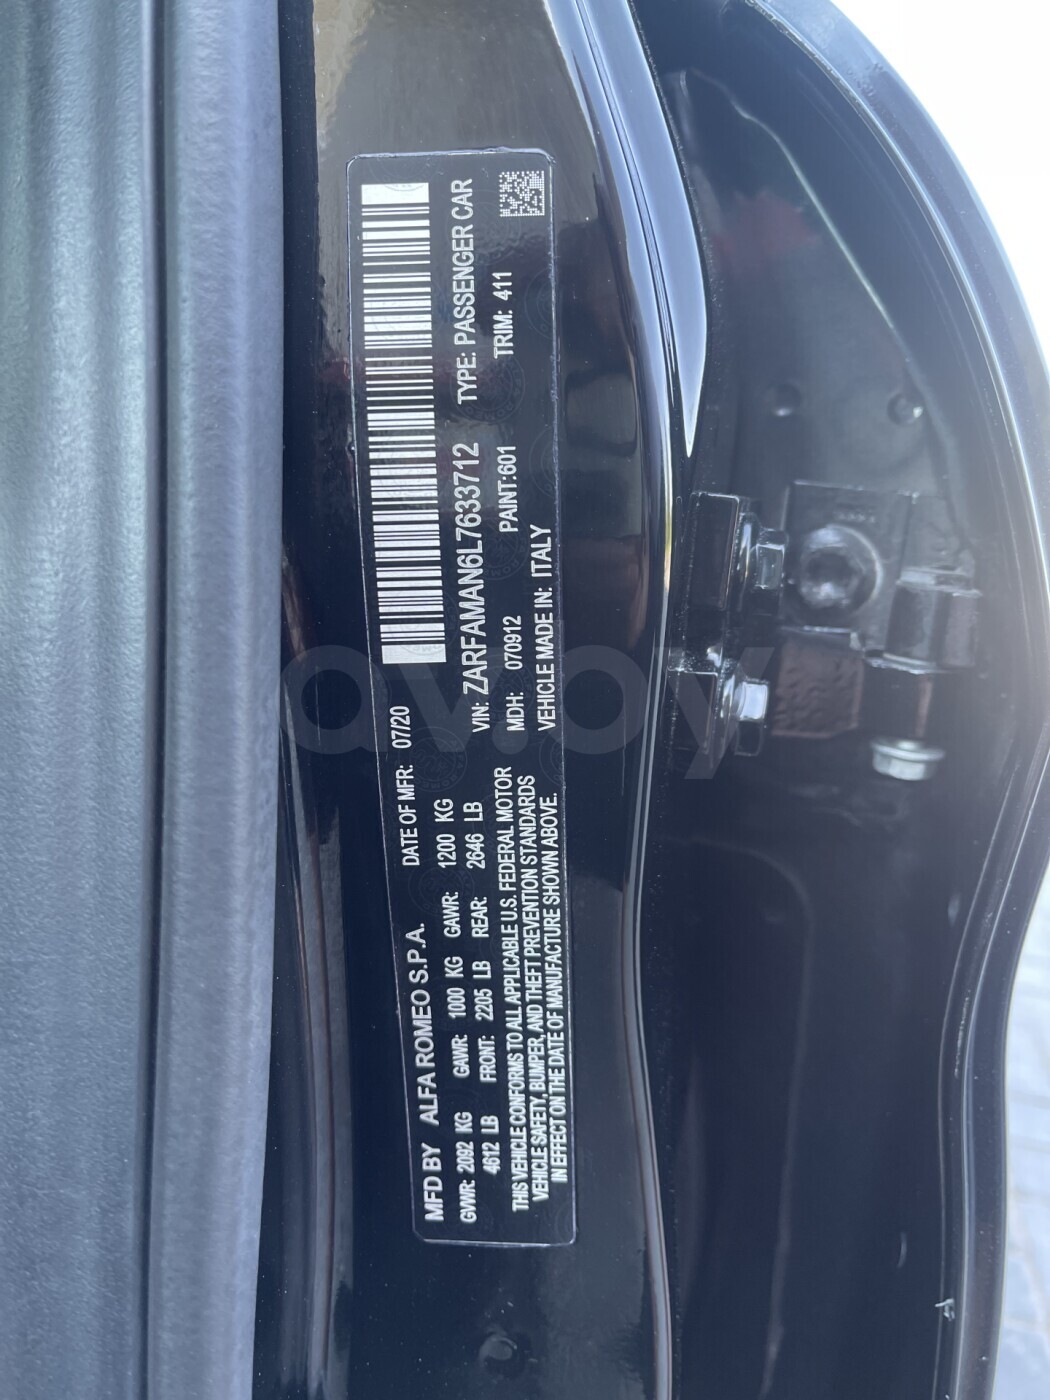 MFD BY ALFA ROMEO S.P.A. DATE OF MFR: 07/20
GVWR: 2092 KG GAWR: 1000 KG GAWR: 1200 KG
4612 LB FRONT: 2205 LB REAR: 2646 LB
THIS VEHICLE CONFORMS TO ALL APPLICABLE U.S. FEDERAL MOTOR
VEHICLE SAFETY, BUMPER, AND THEFT PREVENTION STANDARDS
IN EFFECT ON THE DATE OF MANUFACTURE SHOWN ABOVE.
VIN: ZARFAMAN6L7633712 TYPE: PASSENGER CAR
MDH: 070912 PAINT:601 TRIM: 411
VEHICLE MADE IN: ITALY
av.by